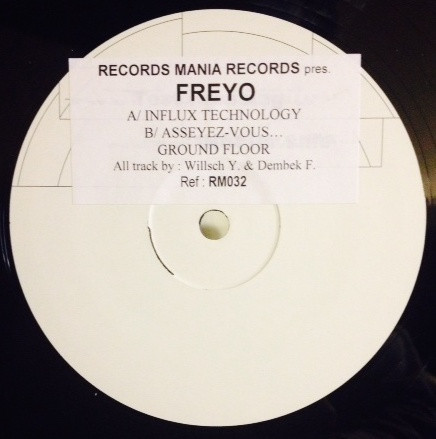 RECORDS MANIA RECORDS pres.
FREYO
A/ INFLUX TECHNOLOGY
B/ ASSEYEZ-VOUS…
GROUND FLOOR
All track by : Willsch Y. & Dembek F.
Ref : RM032